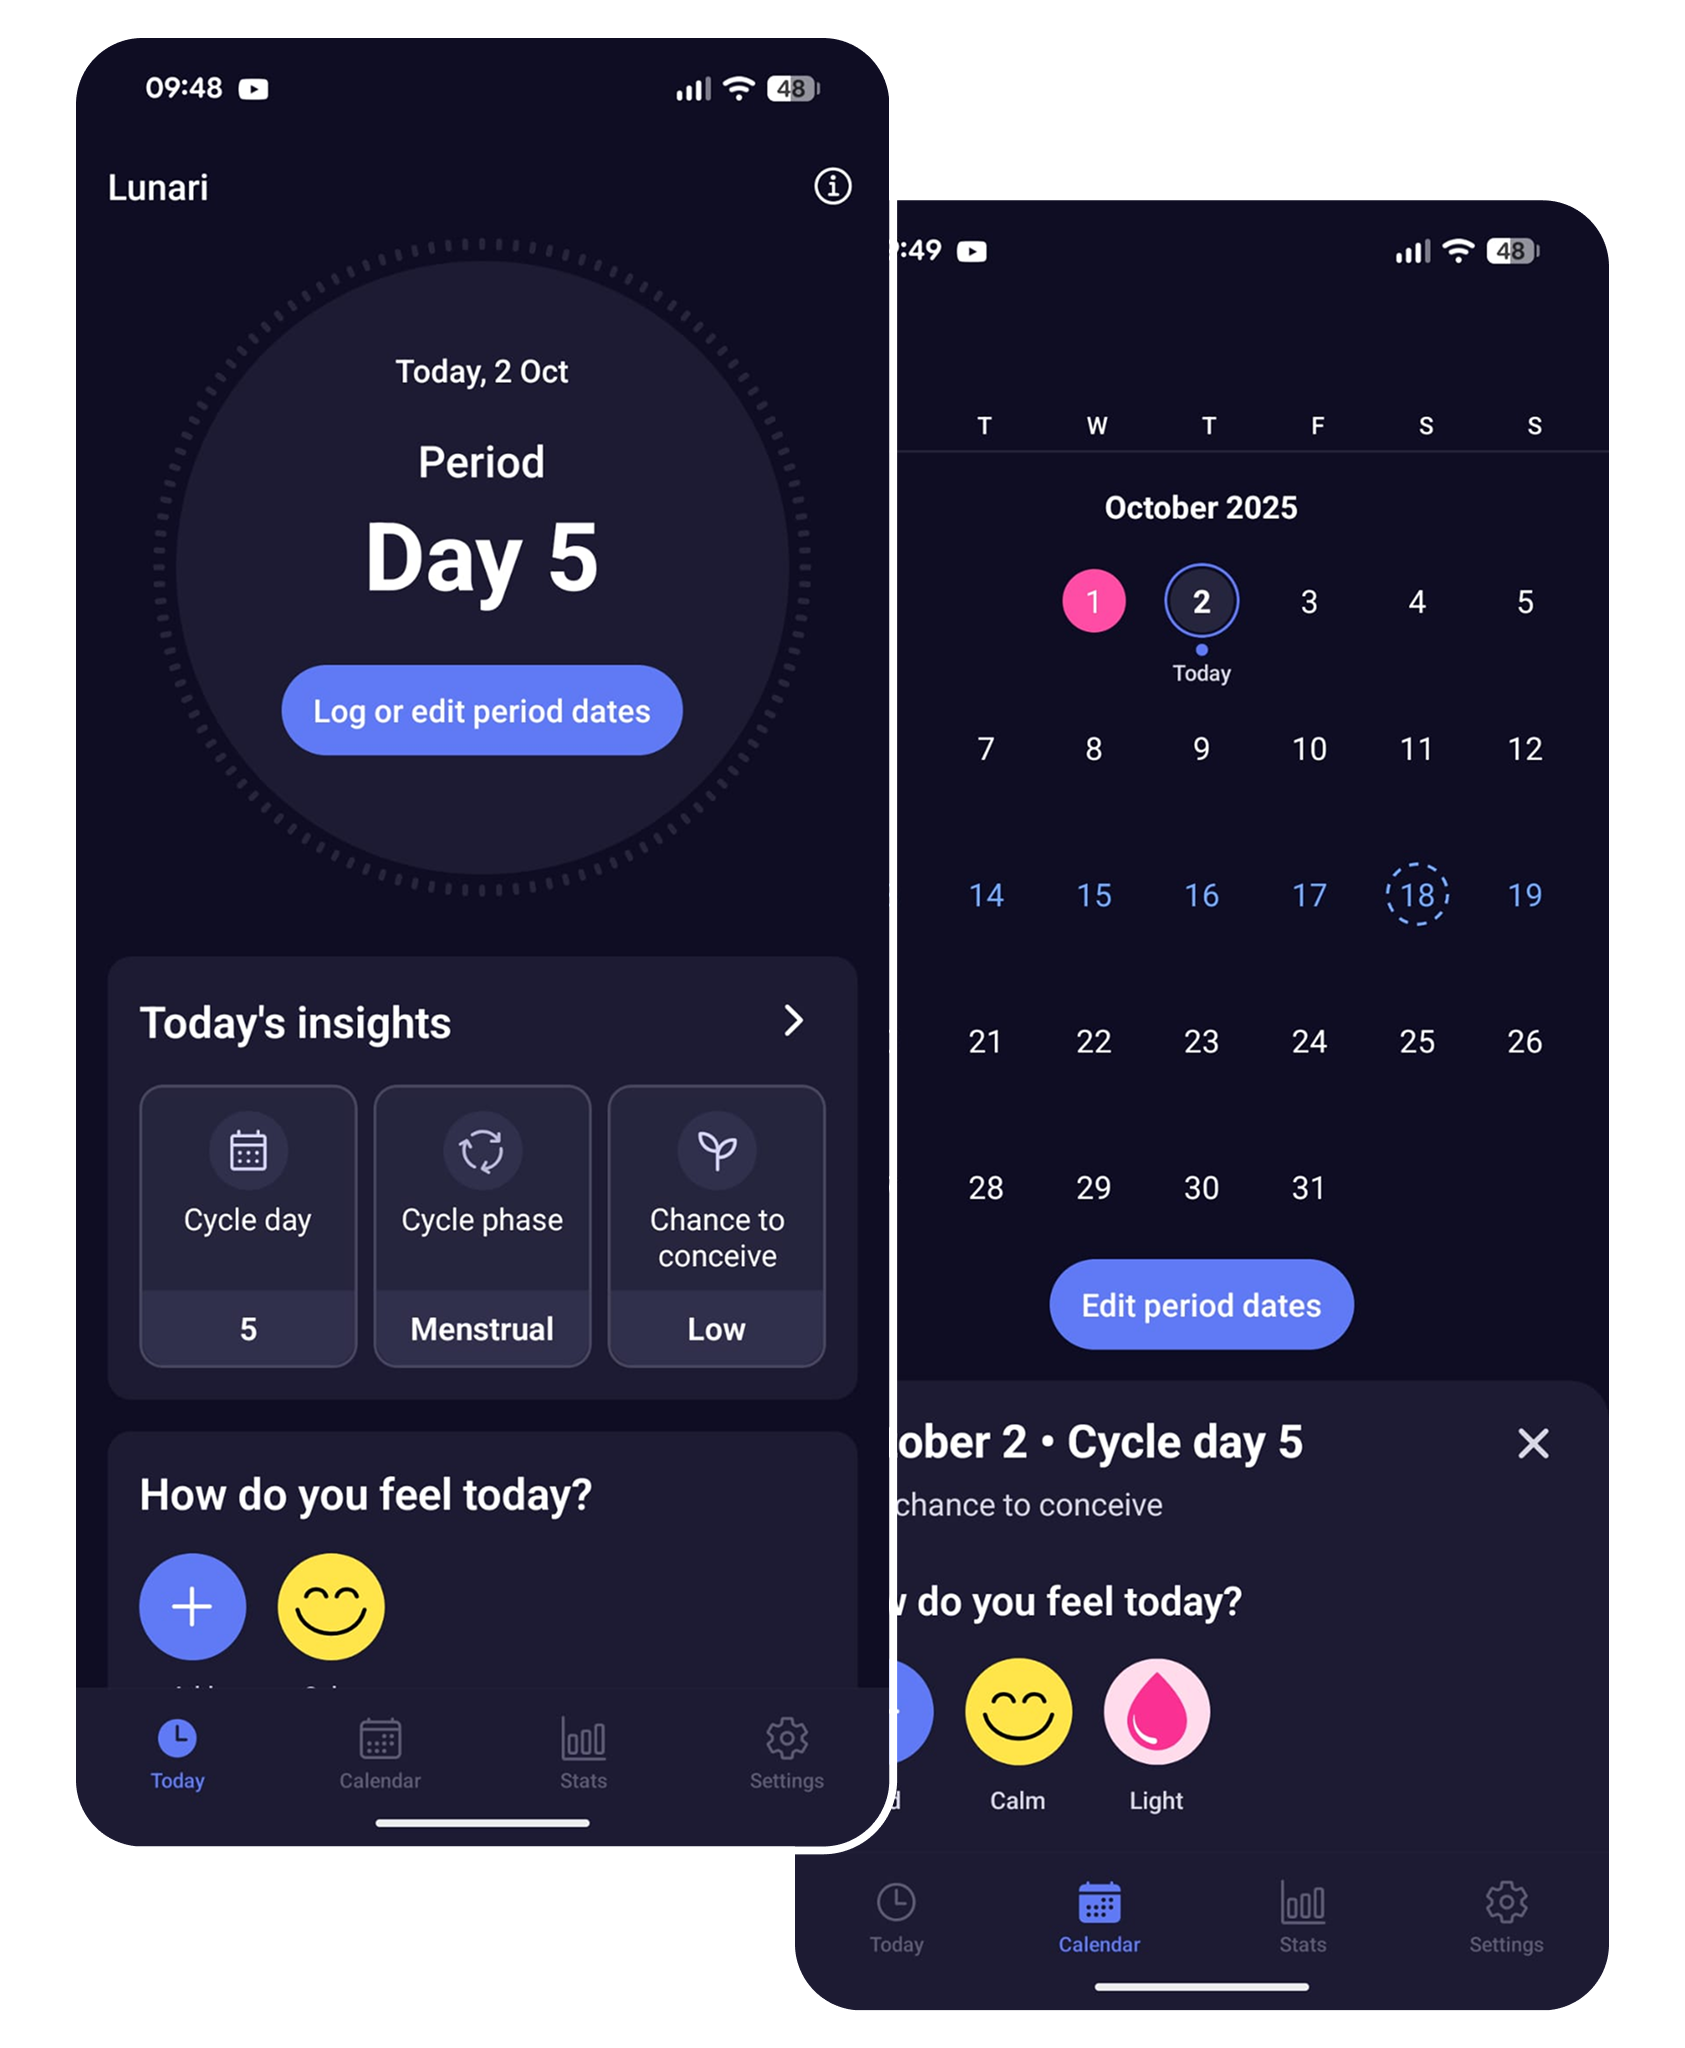 09:48
48
Lunari
Today, 2 Oct
Period
Day 5
Log or edit period dates
Today's insights
Cycle day
Cycle phase
Chance to
conceive
5
Menstrual
Low
How do you feel today?
Today
Calendar
Stats
Settings
:49
48
T W T F S S
October 2025
1 2 3 4 5
Today
7 8 9 10 11 12
14 15 16 17 18 19
21 22 23 24 25 26
28 29 30 31
Edit period dates
ober 2 • Cycle day 5
chance to conceive
do you feel today?
d
Calm
Light
Today
Calendar
Stats
Settings